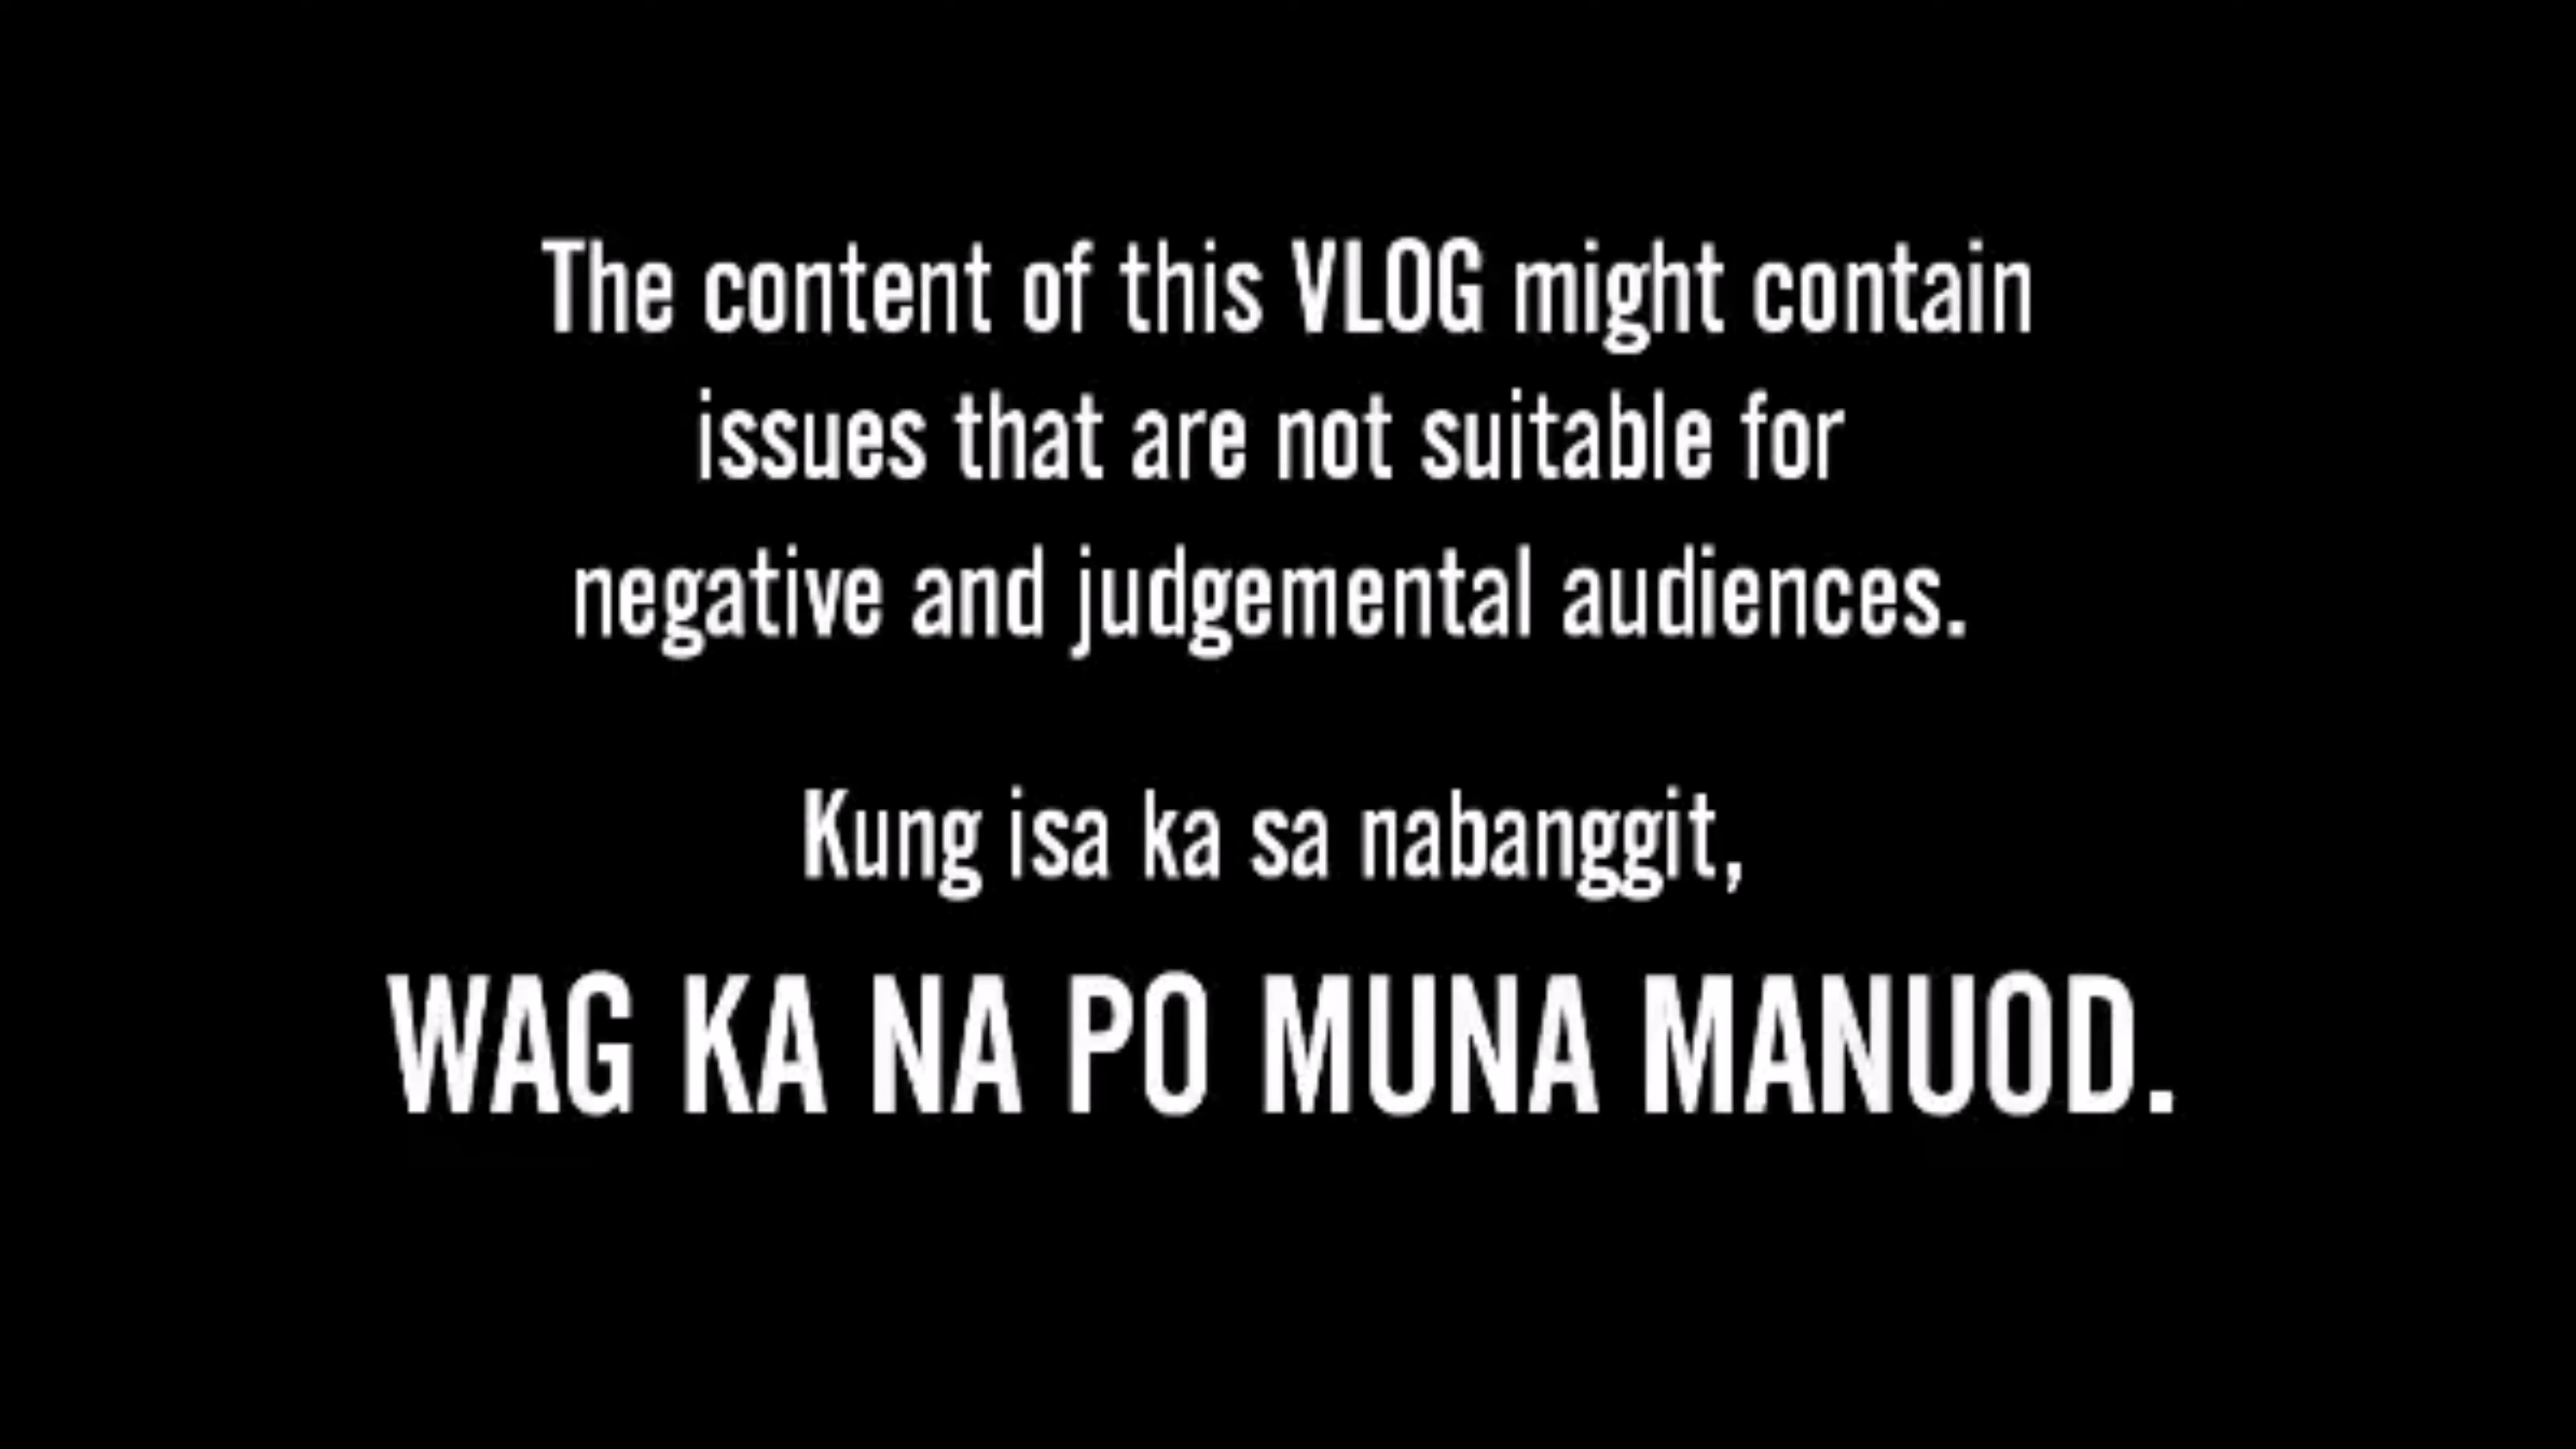 The content of this VLOG might contain
issues that are not suitable for
negative and judgemental audiences.
Kung isa ka sa nabanggit,
WAG KA NA PO MUNA MANUOD.